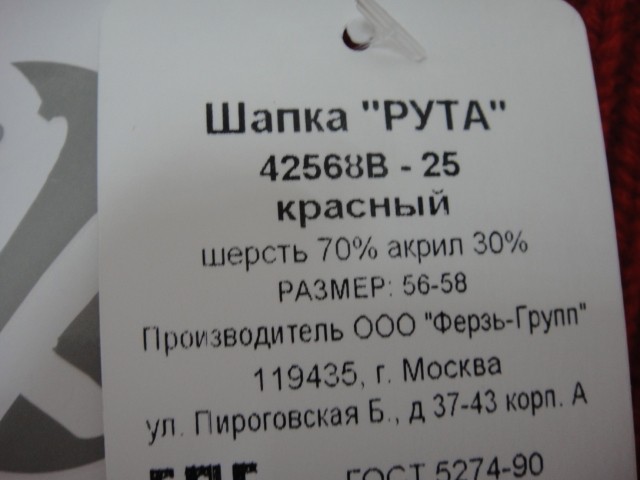 Шапка "РУТА"
42568В - 25
красный
шерсть 70% акрил 30%
РАЗМЕР: 56-58
Производитель ООО "Ферзь-Групп"
119435, г. Москва
ул. Пироговская Б., д 37-43 корп. А
ГОСТ 5274-90